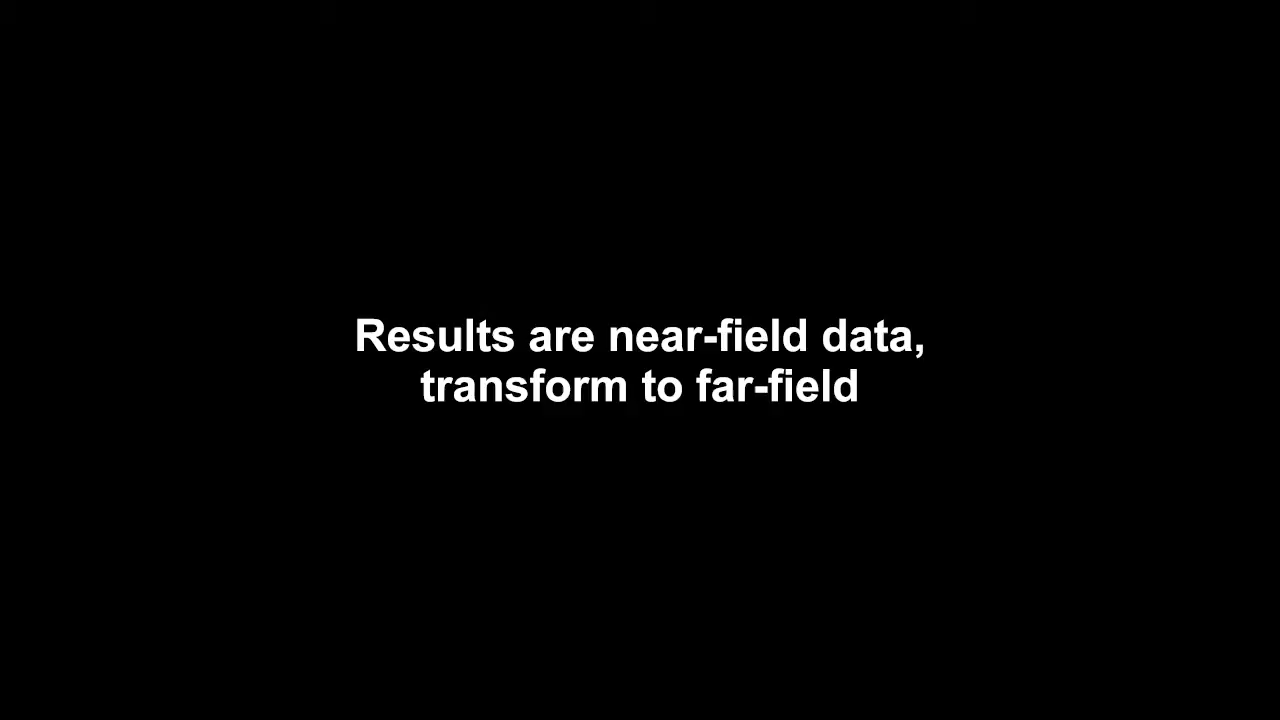 Results are near-field data,
transform to far-field